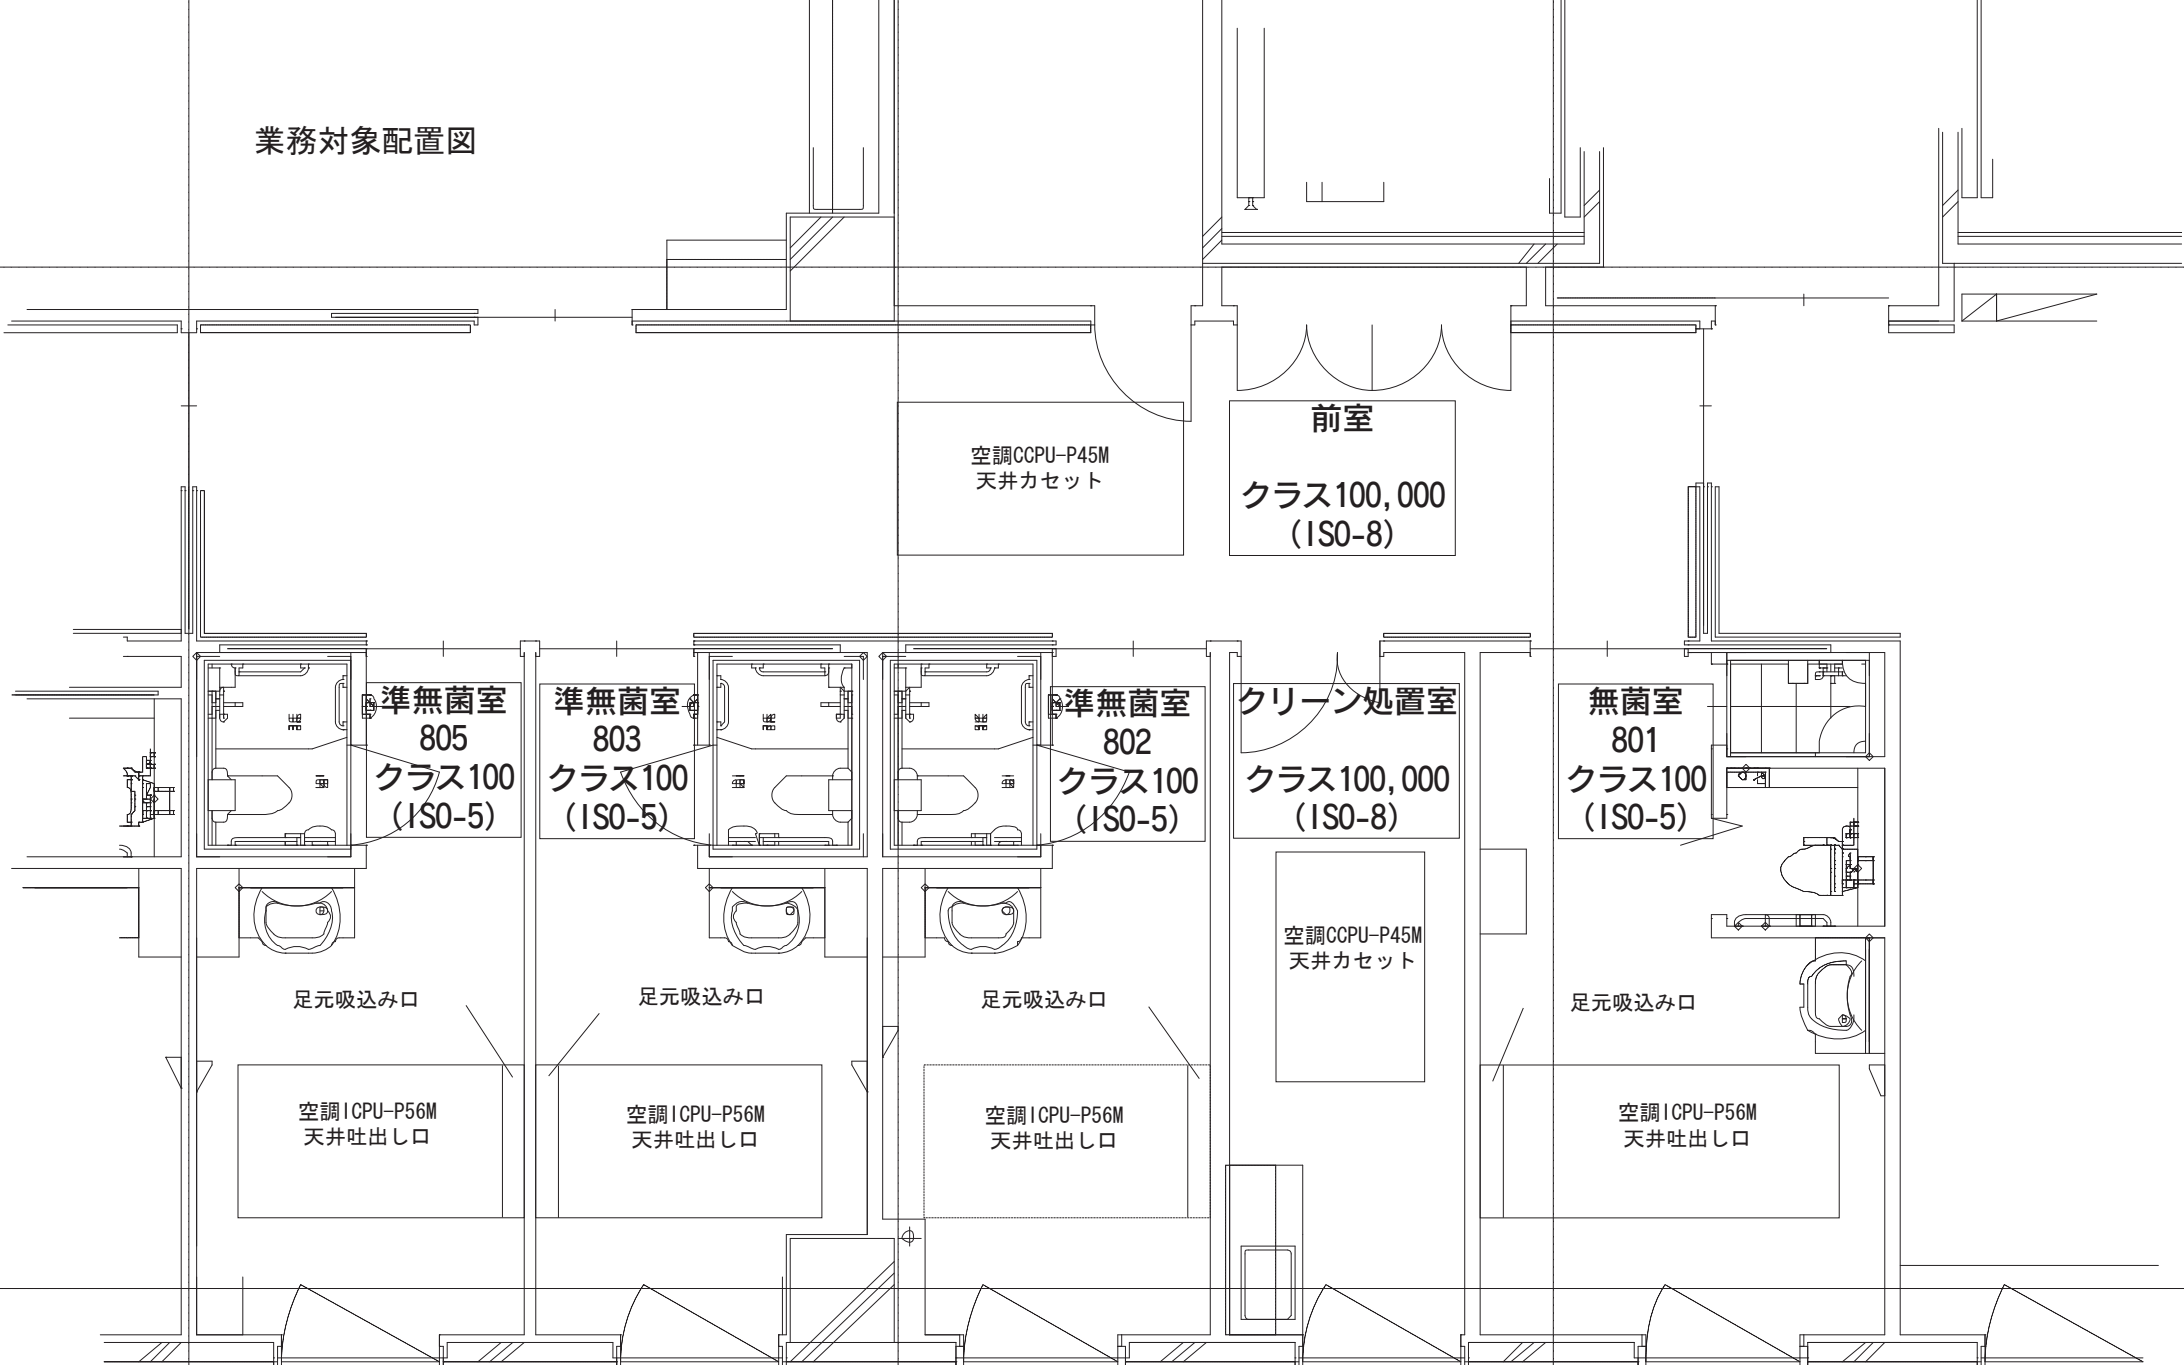 業務対象配置図
空調CCPU-P45M
天井カセット
前室
クラス100,000
(ISO-8)
準無菌室
805
クラス100
(ISO-5)
準無菌室
803
クラス100
(ISO-5)
準無菌室
802
クラス100
(ISO-5)
クリーン処置室
クラス100,000
(ISO-8)
無菌室
801
クラス100
(ISO-5)
空調CCPU-P45M
天井カセット
足元吸込み口
足元吸込み口
足元吸込み口
足元吸込み口
空調ICPU-P56M
天井吐出し口
空調ICPU-P56M
天井吐出し口
空調ICPU-P56M
天井吐出し口
空調ICPU-P56M
天井吐出し口